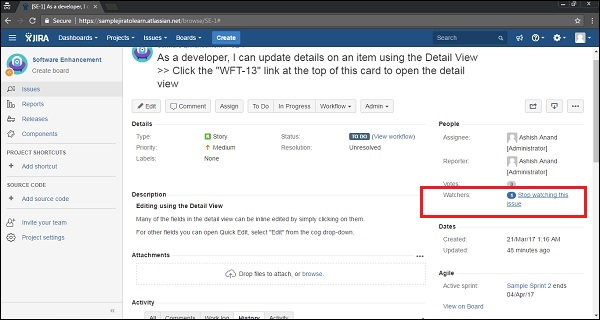 [SE-1] As a developer, I c
https://samplejiratolearn.atlassian.net/browse/SE-1#
JIRA Dashboards Projects Issues Boards Create Search
Software Enhancement
Create board
Issues
Reports
Releases
Components
PROJECT SHORTCUTS
Add shortcut
SOURCE CODE
Add source code
Invite your team
Project settings
Software Enhancement
As a developer, I can update details on an item using the Detail View
>> Click the "WFT-13" link at the top of this card to open the detail
view
Edit Comment Assign To Do In Progress Workflow Admin
Details
Type: Story Status: TO DO (View workflow)
Priority: Medium Resolution: Unresolved
Labels: None
Description
Editing using the Detail View
Many of the fields in the detail view can be inline edited by simply clicking on them.
For other fields you can open Quick Edit, select "Edit" from the cog drop-down.
Attachments
Drop files to attach, or browse.
Activity
All Comments Work log History Activity
People
Assignee: Ashish Anand
[Administrator]
Reporter: Ashish Anand
[Administrator]
Votes:
Watchers: 1 Stop watching this
issue
Dates
Created: 21/Mar/17 1:16 AM
Updated: 45 minutes ago
Agile
Active sprint: Sample Sprint 2 ends
04/Apr/17
View on Board